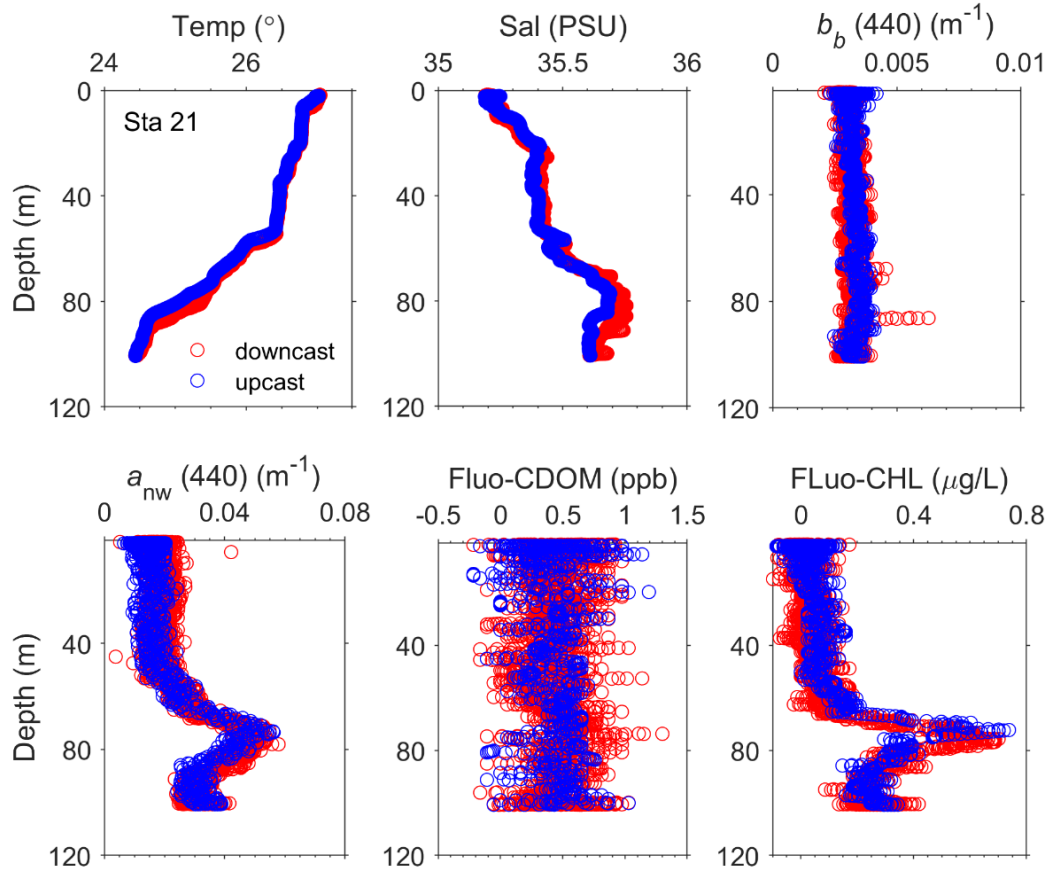 Temp (°)
Sal (PSU)
b_b (440) (m⁻¹)
24 26
35 35.5 36
0 0.005 0.01
0
40
80
120
Depth (m)
Sta 21
downcast
upcast
0
40
80
120
0
40
80
120
a_nw (440) (m⁻¹)
Fluo-CDOM (ppb)
FLuo-CHL (μg/L)
0 0.04 0.08
-0.5 0 0.5 1 1.5
0 0.4 0.8
0
40
80
120
Depth (m)
0
40
80
120
0
40
80
120